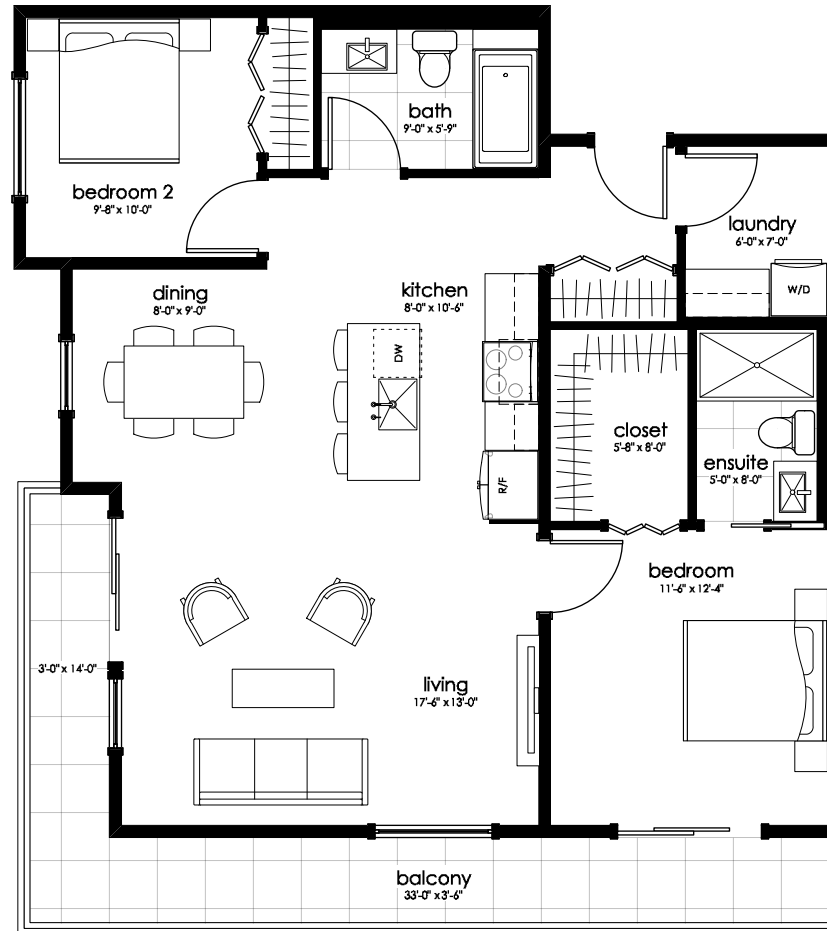 bath
9'-0" x 5'-9"
bedroom 2
9'-8" x 10'-0"
laundry
6'-0" x 7'-0"
W/D
dining
8'-0" x 9'-0"
kitchen
8'-0" x 10'-6"
DW
closet
5'-8" x 8'-0"
ensuite
5'-0" x 8'-0"
R/F
bedroom
11'-6" x 12'-4"
3'-0" x 14'-0"
living
17'-6" x 13'-0"
balcony
33'-0" x 3'-6"